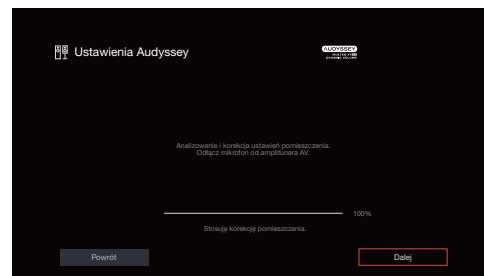 Ustawienia Audyssey
AUDYSSEY
Analizowanie i korekcja ustawień pomieszczenia.
Odłącz mikrofon od amplitunera AV.
100%
Stosuję korekcję pomieszczenia.
Powrót
Dalej